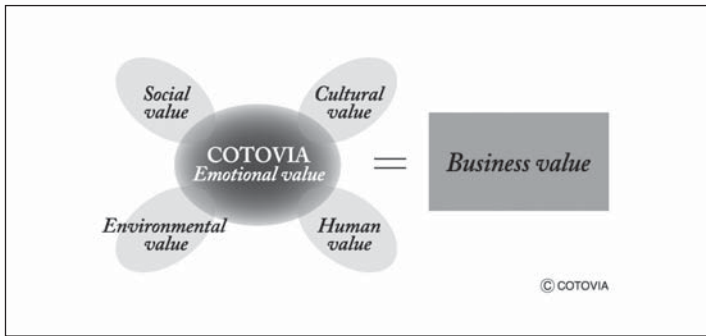 Social
value
Cultural
value
COTOVIA
Emotional value
=
Business value
Environmental
value
Human
value
© COTOVIA